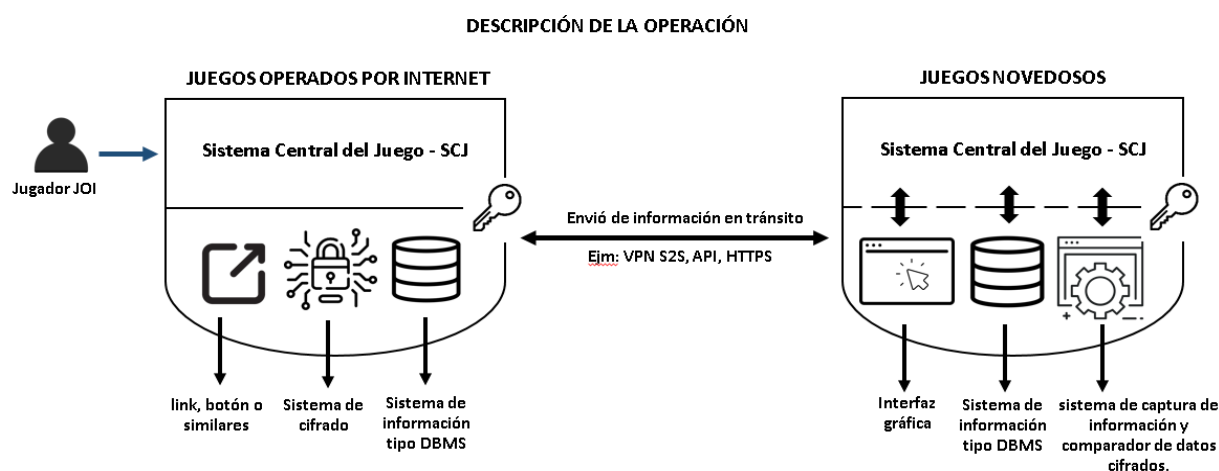 DESCRIPCIÓN DE LA OPERACIÓN
JUEGOS OPERADOS POR INTERNET
Sistema Central del Juego - SCJ
Jugador JOI
link, botón o
similares
Sistema de
cifrado
Sistema de
información
tipo DBMS
Envió de información en tránsito
Ejm: VPN S2S, API, HTTPS
JUEGOS NOVEDOSOS
Sistema Central del Juego - SCJ
Interfaz
gráfica
Sistema de
información
tipo DBMS
sistema de captura de
información y
comparador de datos
cifrados.